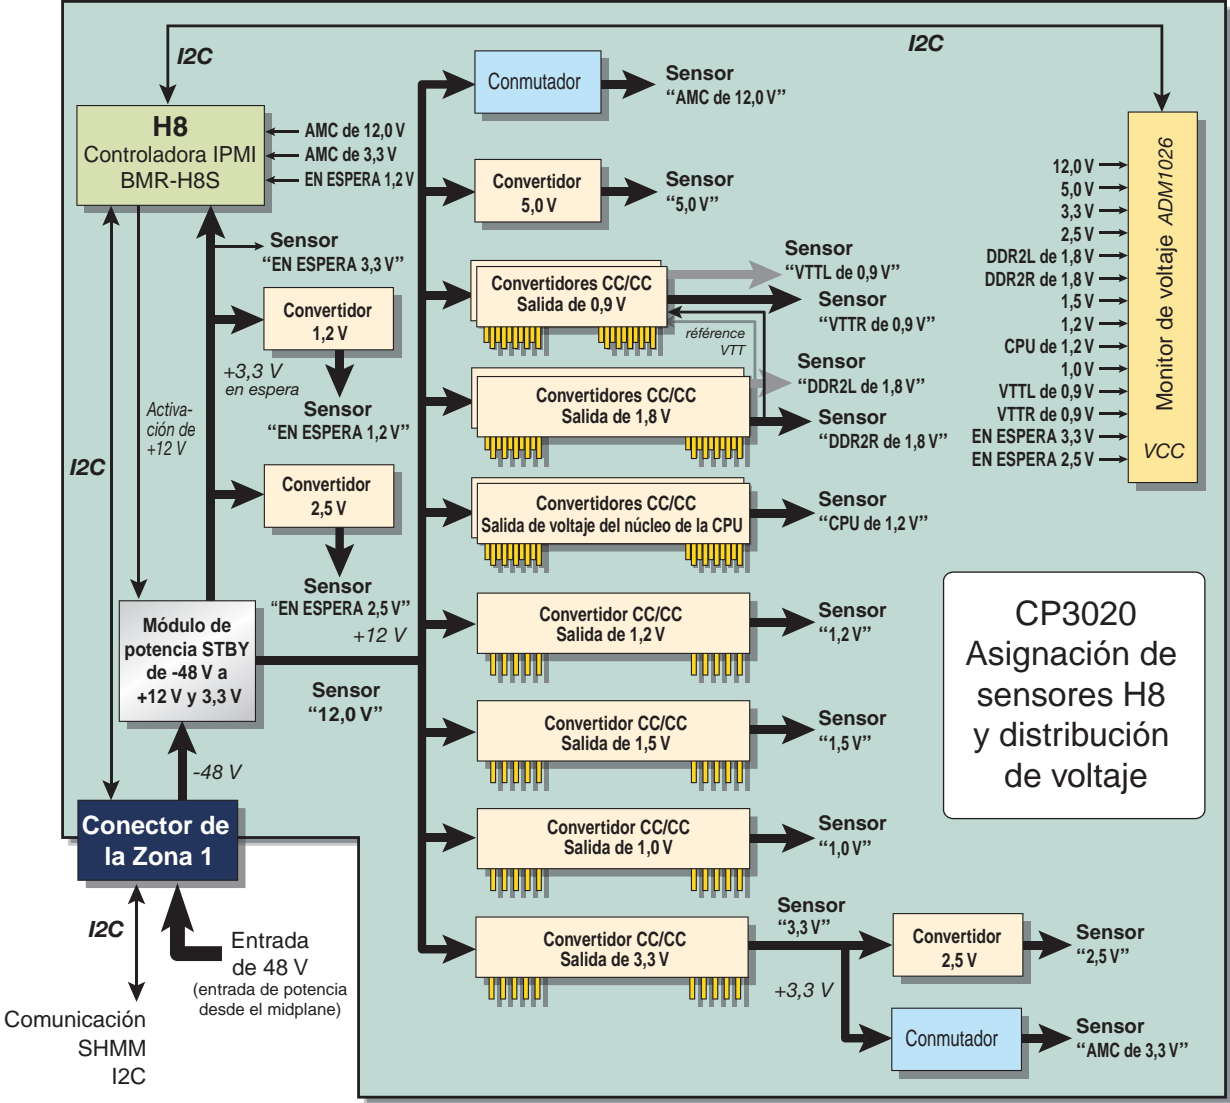 I2C
I2C
H8
Controladora IPMI
BMR-H8S
AMC de 12,0 V
AMC de 3,3 V
EN ESPERA 1,2 V
Conmutador
Sensor
“AMC de 12,0 V”
Convertidor
5,0 V
Sensor
“5,0 V”
Sensor
“EN ESPERA 3,3 V”
Convertidor
1,2 V
+3,3 V
en espera
Sensor
“EN ESPERA 1,2 V”
Activa-
ción de
+12 V
I2C
Convertidor
2,5 V
Sensor
“EN ESPERA 2,5 V”
Módulo de
potencia STBY
de -48 V a
+12 V y 3,3 V
+12 V
Sensor
“12,0 V”
-48 V
Conector de
la Zona 1
I2C
Entrada
de 48 V
(entrada de potencia
desde el midplane)
Comunicación
SHMM
I2C
Convertidores CC/CC
Salida de 0,9 V
Sensor
“VTTL de 0,9 V”
Sensor
“VTTR de 0,9 V”
référence
VTT
Convertidores CC/CC
Salida de 1,8 V
Sensor
“DDR2L de 1,8 V”
Sensor
“DDR2R de 1,8 V”
Convertidores CC/CC
Salida de voltaje del núcleo de la CPU
Sensor
“CPU de 1,2 V”
Convertidor CC/CC
Salida de 1,2 V
Sensor
“1,2 V”
Convertidor CC/CC
Salida de 1,5 V
Sensor
“1,5 V”
Convertidor CC/CC
Salida de 1,0 V
Sensor
“1,0 V”
Convertidor CC/CC
Salida de 3,3 V
Sensor
“3,3 V”
+3,3 V
Convertidor
2,5 V
Sensor
“2,5 V”
Conmutador
Sensor
“AMC de 3,3 V”
12,0 V
5,0 V
3,3 V
2,5 V
DDR2L de 1,8 V
DDR2R de 1,8 V
1,5 V
1,2 V
CPU de 1,2 V
1,0 V
VTTL de 0,9 V
VTTR de 0,9 V
EN ESPERA 3,3 V
EN ESPERA 2,5 V
Monitor de voltaje ADM1026
VCC
CP3020
Asignación de
sensores H8
y distribución
de voltaje